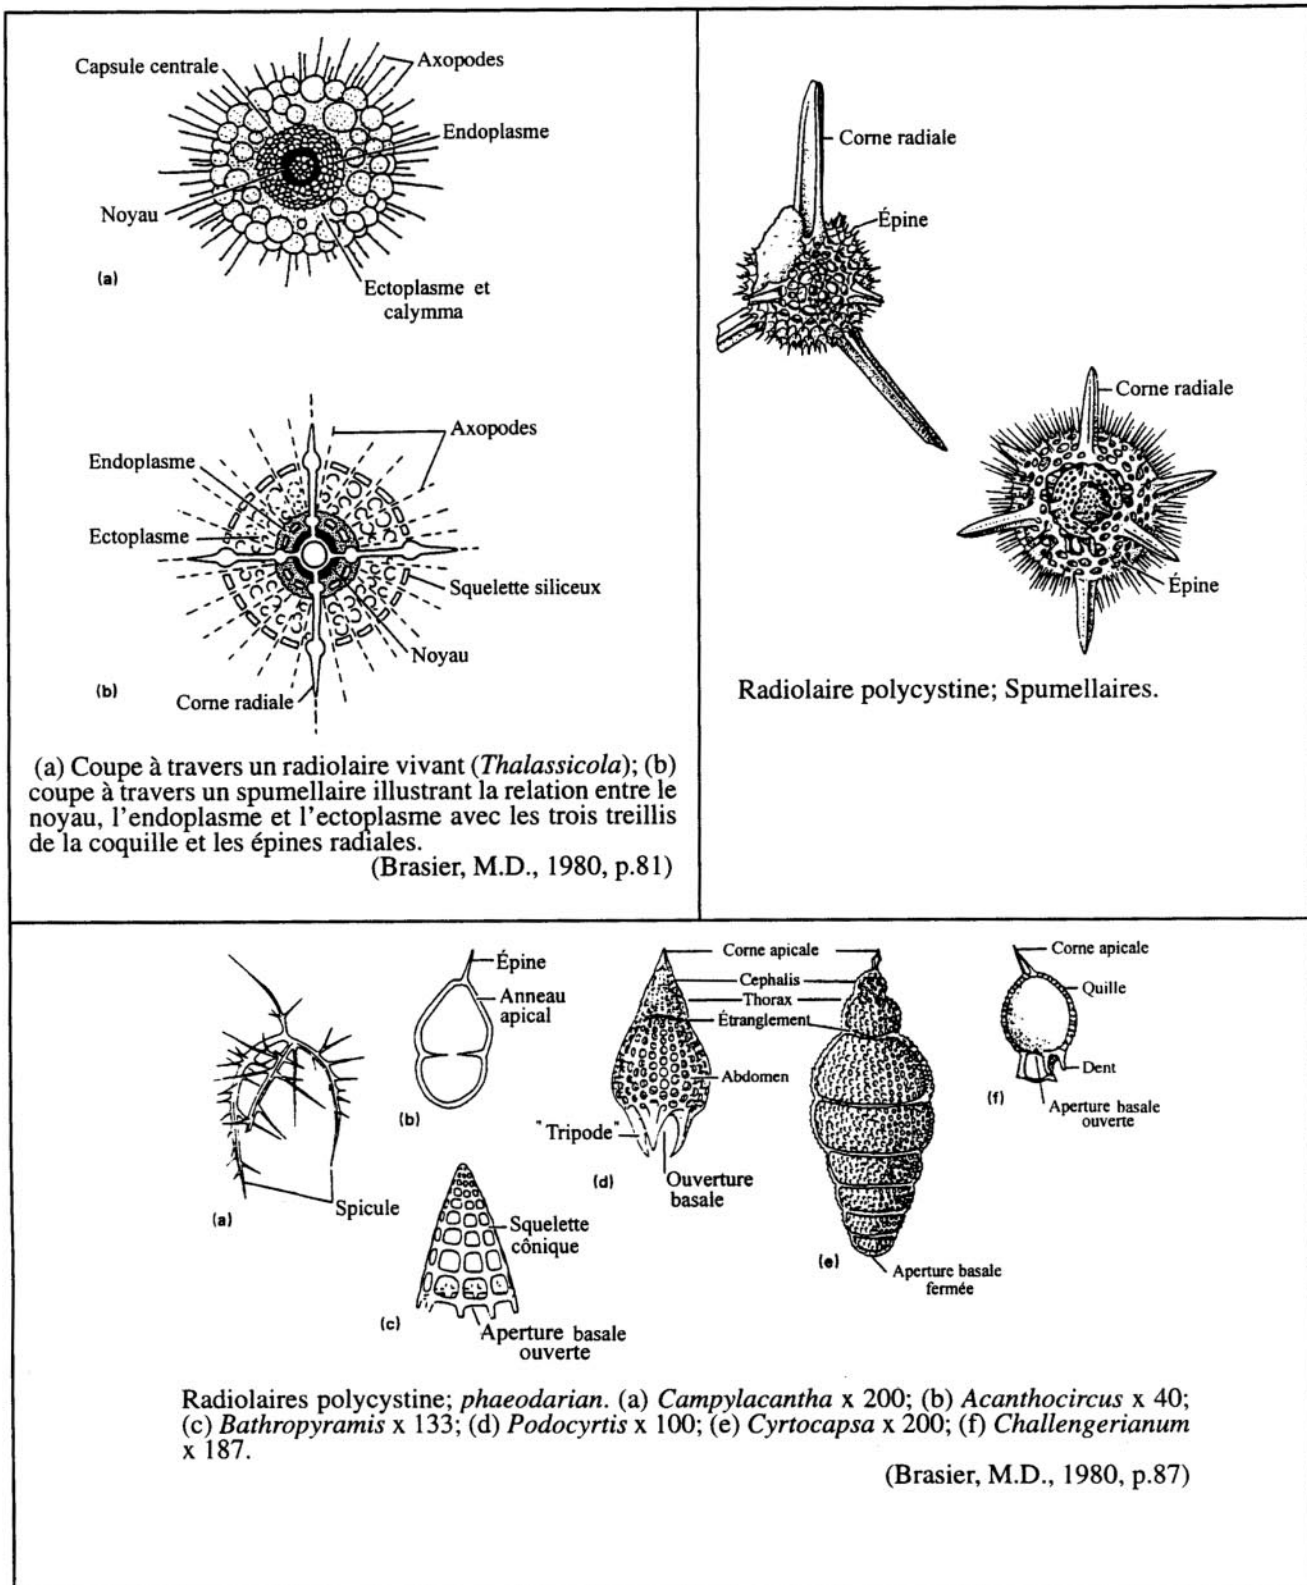 Capsule centrale
Axopodes
Endoplasme
Noyau
Ectoplasme et
calymma
(a)
Axopodes
Endoplasme
Ectoplasme
Squelette siliceux
Noyau
Corne radiale
(b)
(a) Coupe à travers un radiolaire vivant (Thalassicola); (b)
coupe à travers un spumellaire illustrant la relation entre le
noyau, l'endoplasme et l'ectoplasme avec les trois treillis
de la coquille et les épines radiales.
(Brasier, M.D., 1980, p.81)
Corne radiale
Épine
Corne radiale
Épine
Radiolaire polycystine; Spumellaires.
Spicule
(a)
Épine
Anneau
apical
(b)
Squelette
cônique
(c)
Aperture basale
ouverte
Corne apicale
Cephalis
Thorax
Étranglement
Abdomen
"Tripode"
(d)
Ouverture
basale
(e)
Aperture basale
fermée
Corne apicale
Quille
Dent
(f)
Aperture basale
ouverte
Radiolaires polycystine; phaeodarian. (a) Campylacantha x 200; (b) Acanthocircus x 40;
(c) Bathropyramis x 133; (d) Podocyrtis x 100; (e) Cyrtocapsa x 200; (f) Challengerianum
x 187.
(Brasier, M.D., 1980, p.87)